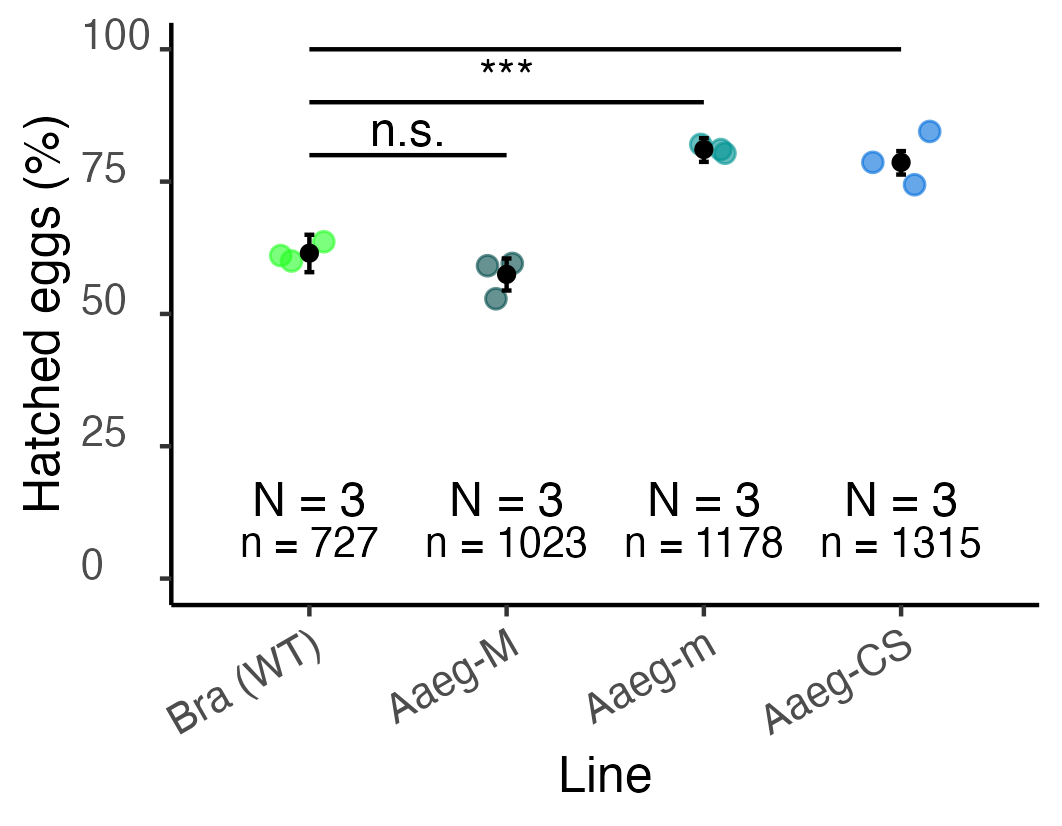 100
75
50
25
0
Hatched eggs (%)
***
n.s.
N = 3 N = 3 N = 3 N = 3
n = 727 n = 1023 n = 1178 n = 1315
Bra (WT) Aaeg-M Aaeg-m Aaeg-CS
Line